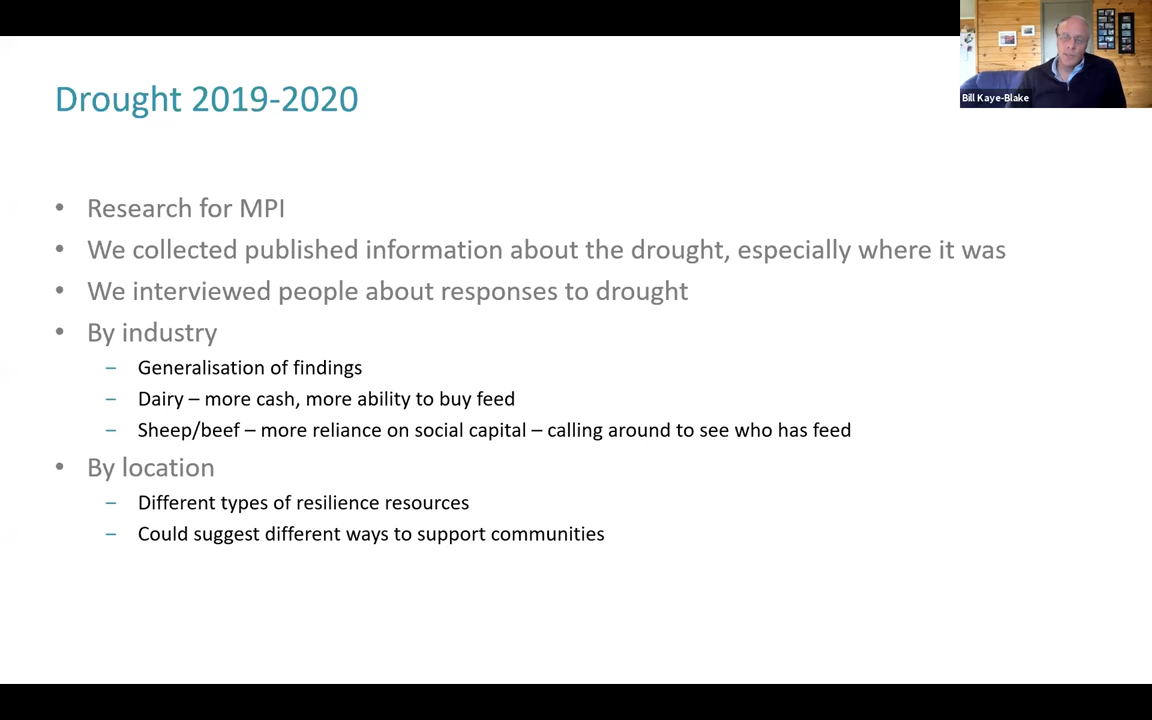 Drought 2019-2020
Bill Kaye-Blake
• Research for MPI
• We collected published information about the drought, especially where it was
• We interviewed people about responses to drought
• By industry
– Generalisation of findings
– Dairy – more cash, more ability to buy feed
– Sheep/beef – more reliance on social capital – calling around to see who has feed
• By location
– Different types of resilience resources
– Could suggest different ways to support communities